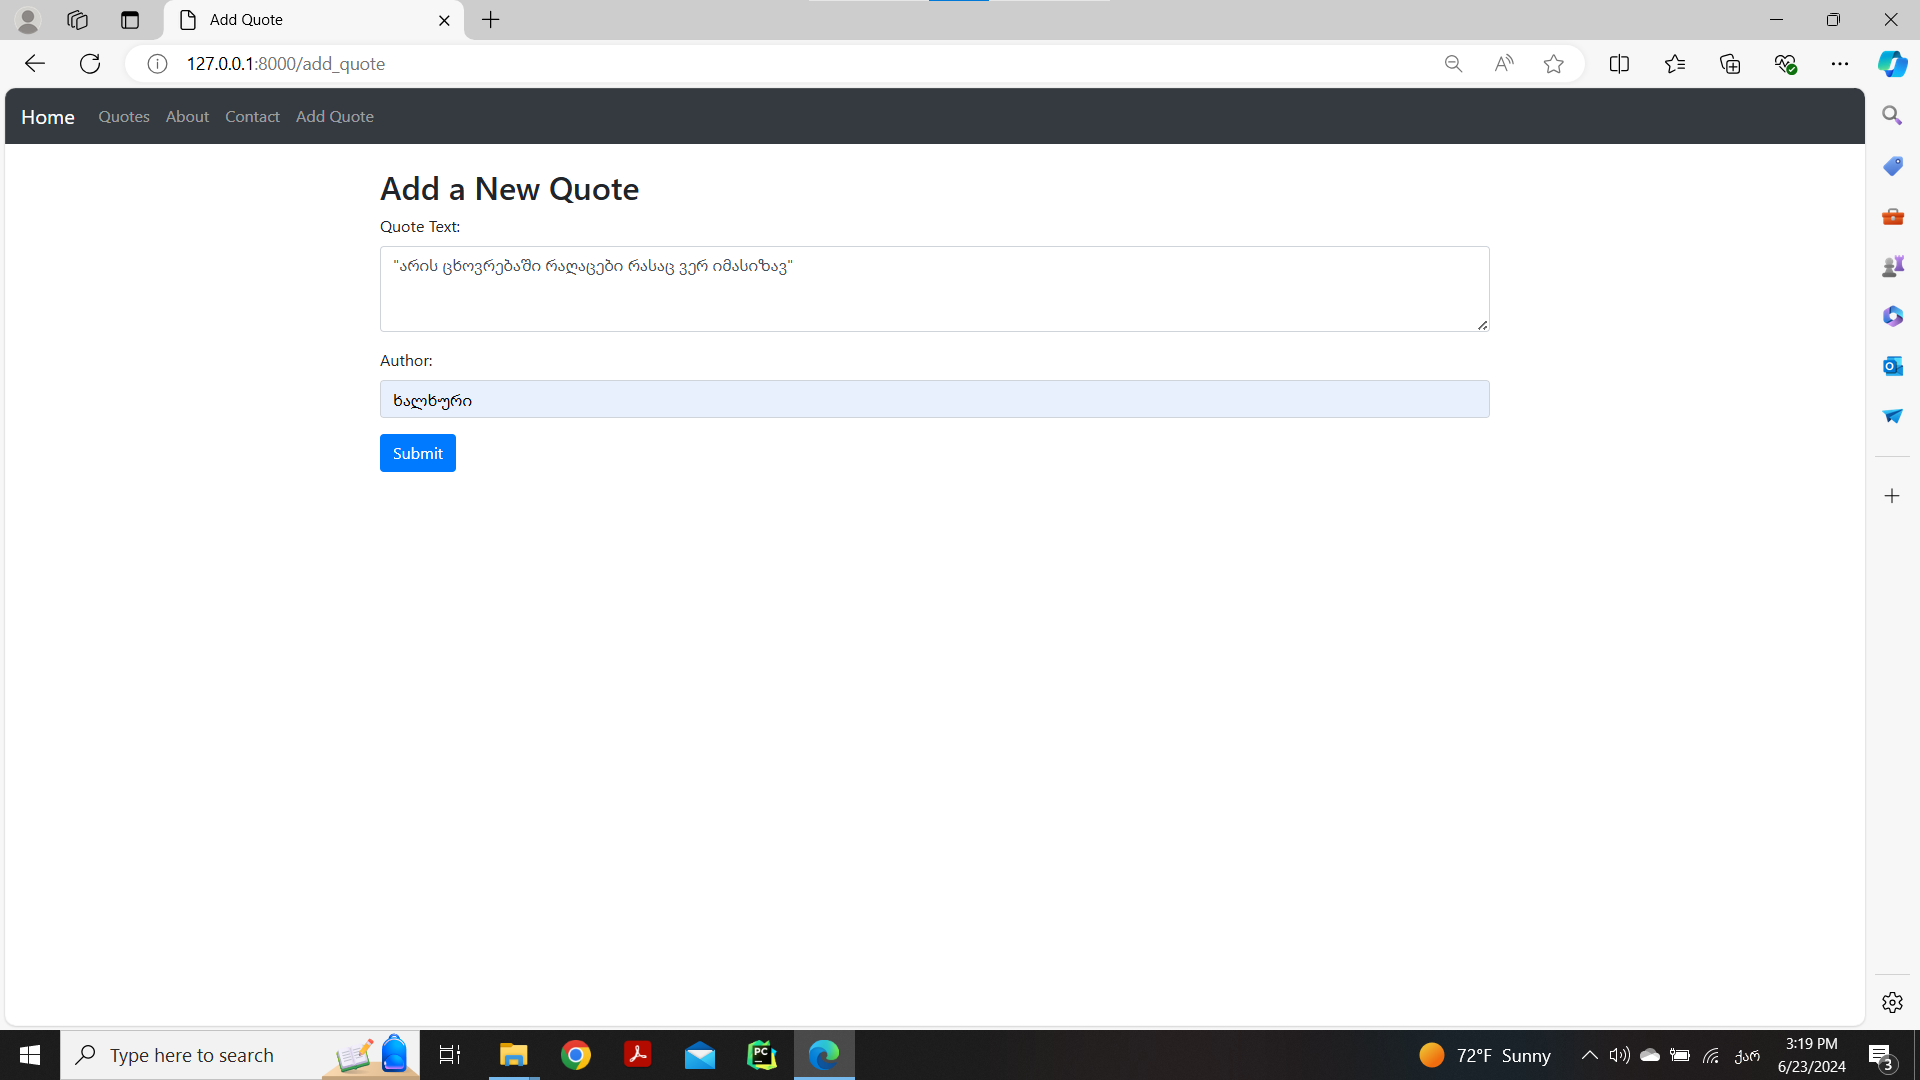 Add Quote
127.0.0.1:8000/add_quote
Home Quotes About Contact Add Quote
Add a New Quote
Quote Text:
"არის ცხოვრებაში რაღაცები რასაც ვერ იმასიზავ"
Author:
ხალხური
Submit
Type here to search
72°F Sunny
ქარ
3:19 PM
6/23/2024
3